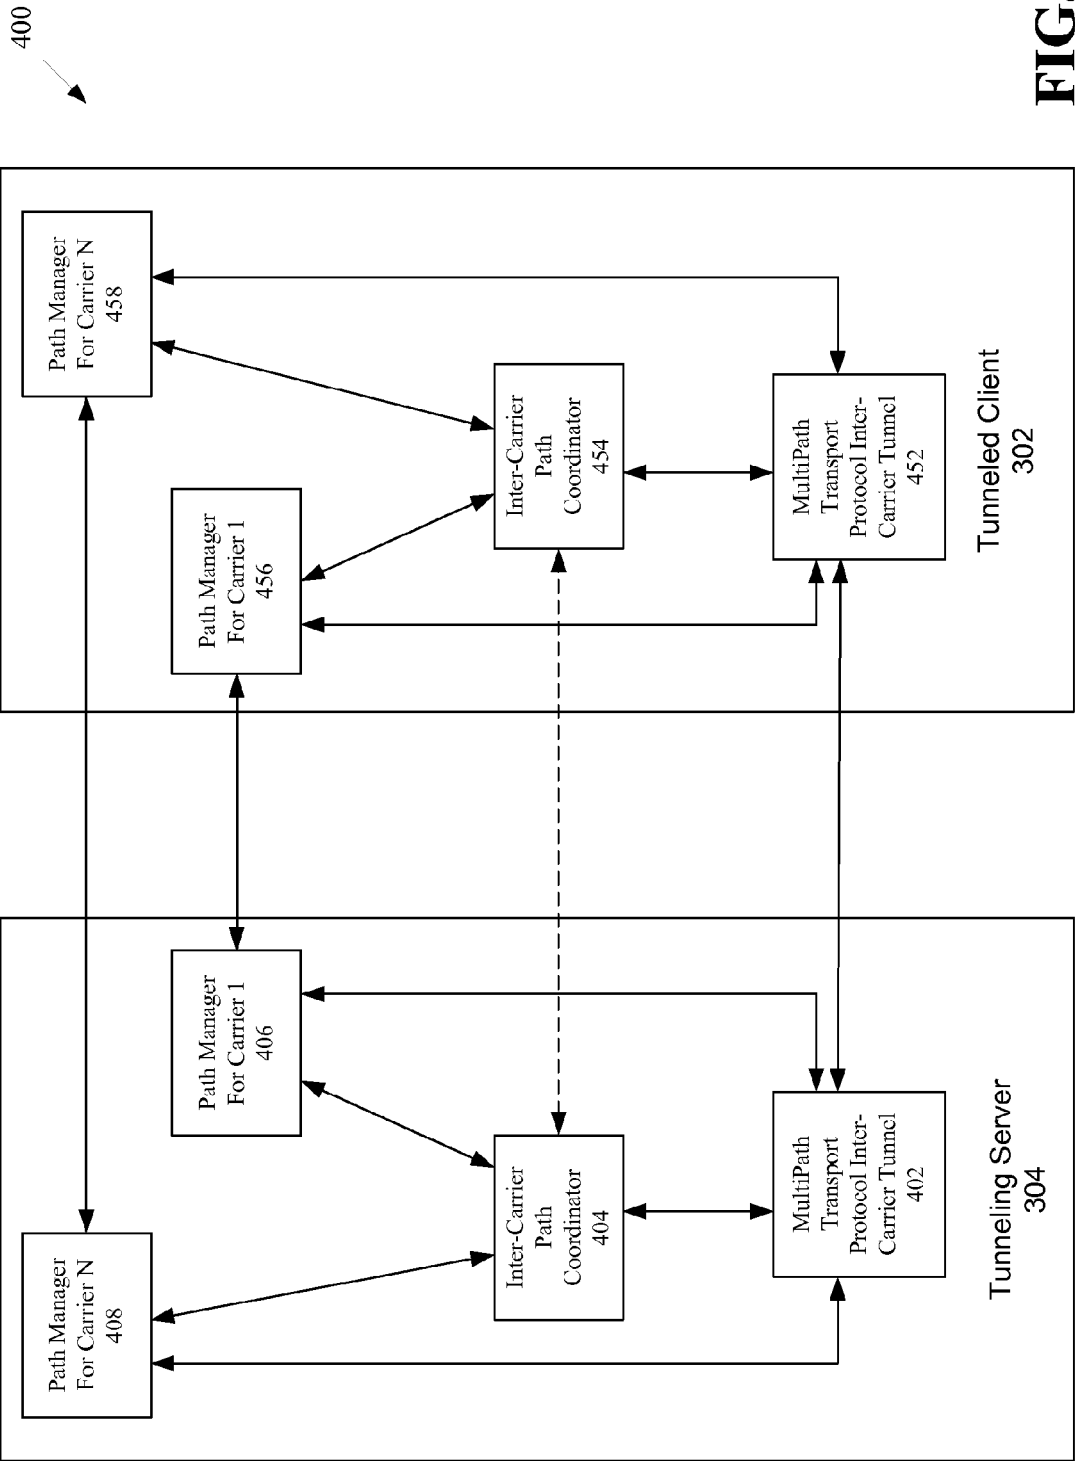 400
FIG.
Path Manager
For Carrier N
408
Path Manager
For Carrier 1
406
Inter-Carrier
Path
Coordinator
404
MultiPath
Transport
Protocol Inter-
Carrier Tunnel
402
Tunneling Server
304
Path Manager
For Carrier N
458
Path Manager
For Carrier 1
456
Inter-Carrier
Path
Coordinator
454
MultiPath
Transport
Protocol Inter-
Carrier Tunnel
452
Tunneled Client
302